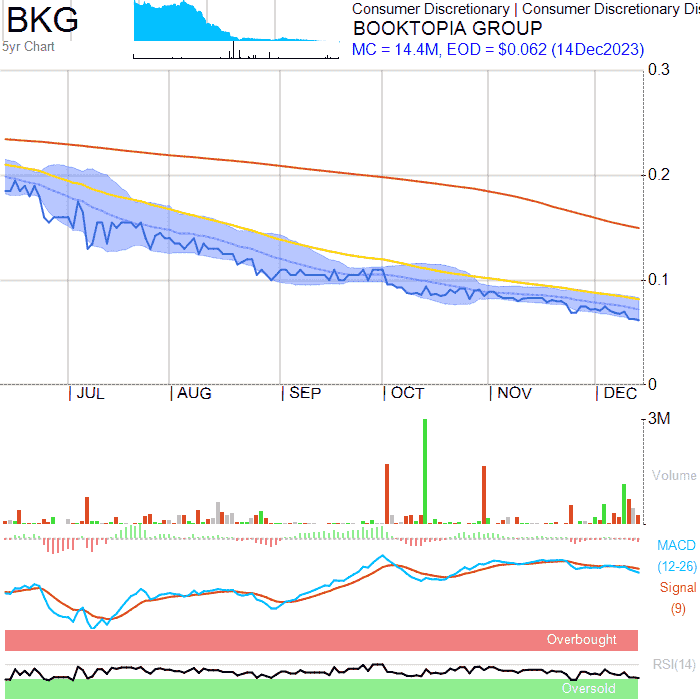 BKG
5yr Chart
Consumer Discretionary | Consumer Discretionary Dis
BOOKTOPIA GROUP
MC = 14.4M, EOD = $0.062 (14Dec2023)
0.3
0.2
0.1
0
| JUL | AUG | SEP | OCT | NOV | DEC
3M
Volume
MACD
(12-26)
Signal
(9)
Overbought
RSI(14)
Oversold